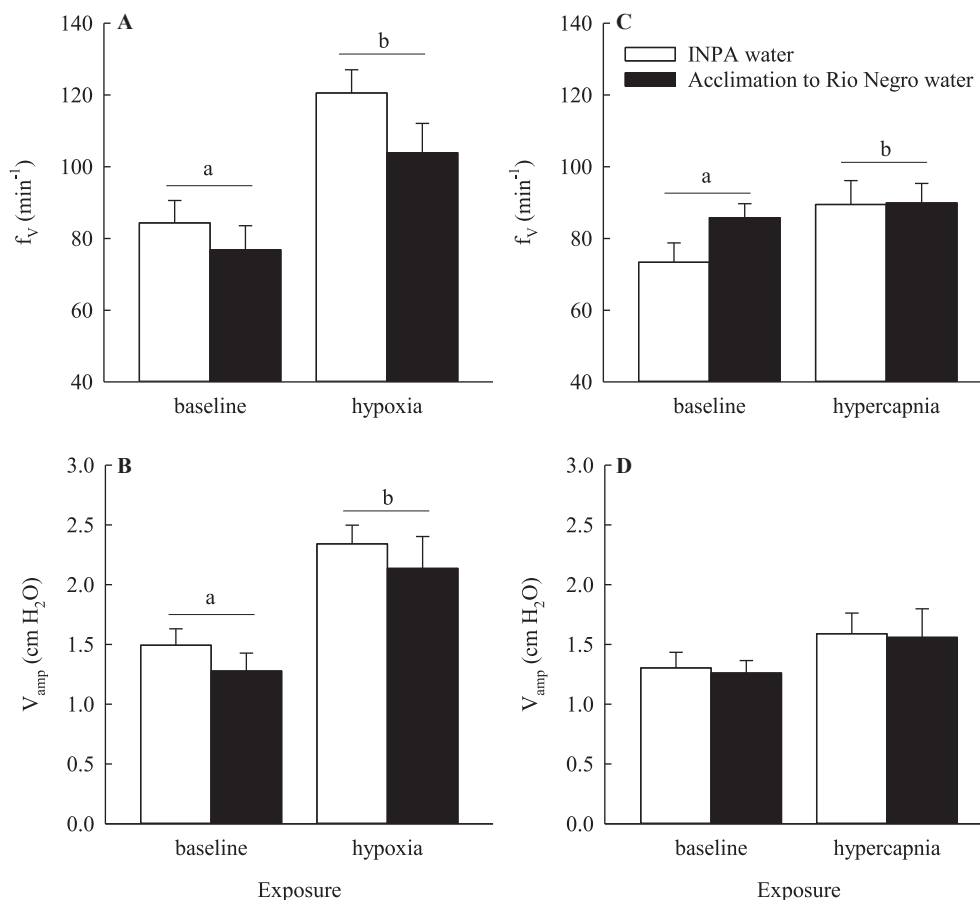 A
140
120
100
80
60
40
f_V (min^-1)
a
b
baseline
hypoxia
C
140
120
100
80
60
40
f_V (min^-1)
INPA water
Acclimation to Rio Negro water
a
b
baseline
hypercapnia
B
3.0
2.5
2.0
1.5
1.0
0.5
0.0
V_amp (cm H_2O)
a
b
baseline
hypoxia
Exposure
D
3.0
2.5
2.0
1.5
1.0
0.5
0.0
V_amp (cm H_2O)
baseline
hypercapnia
Exposure